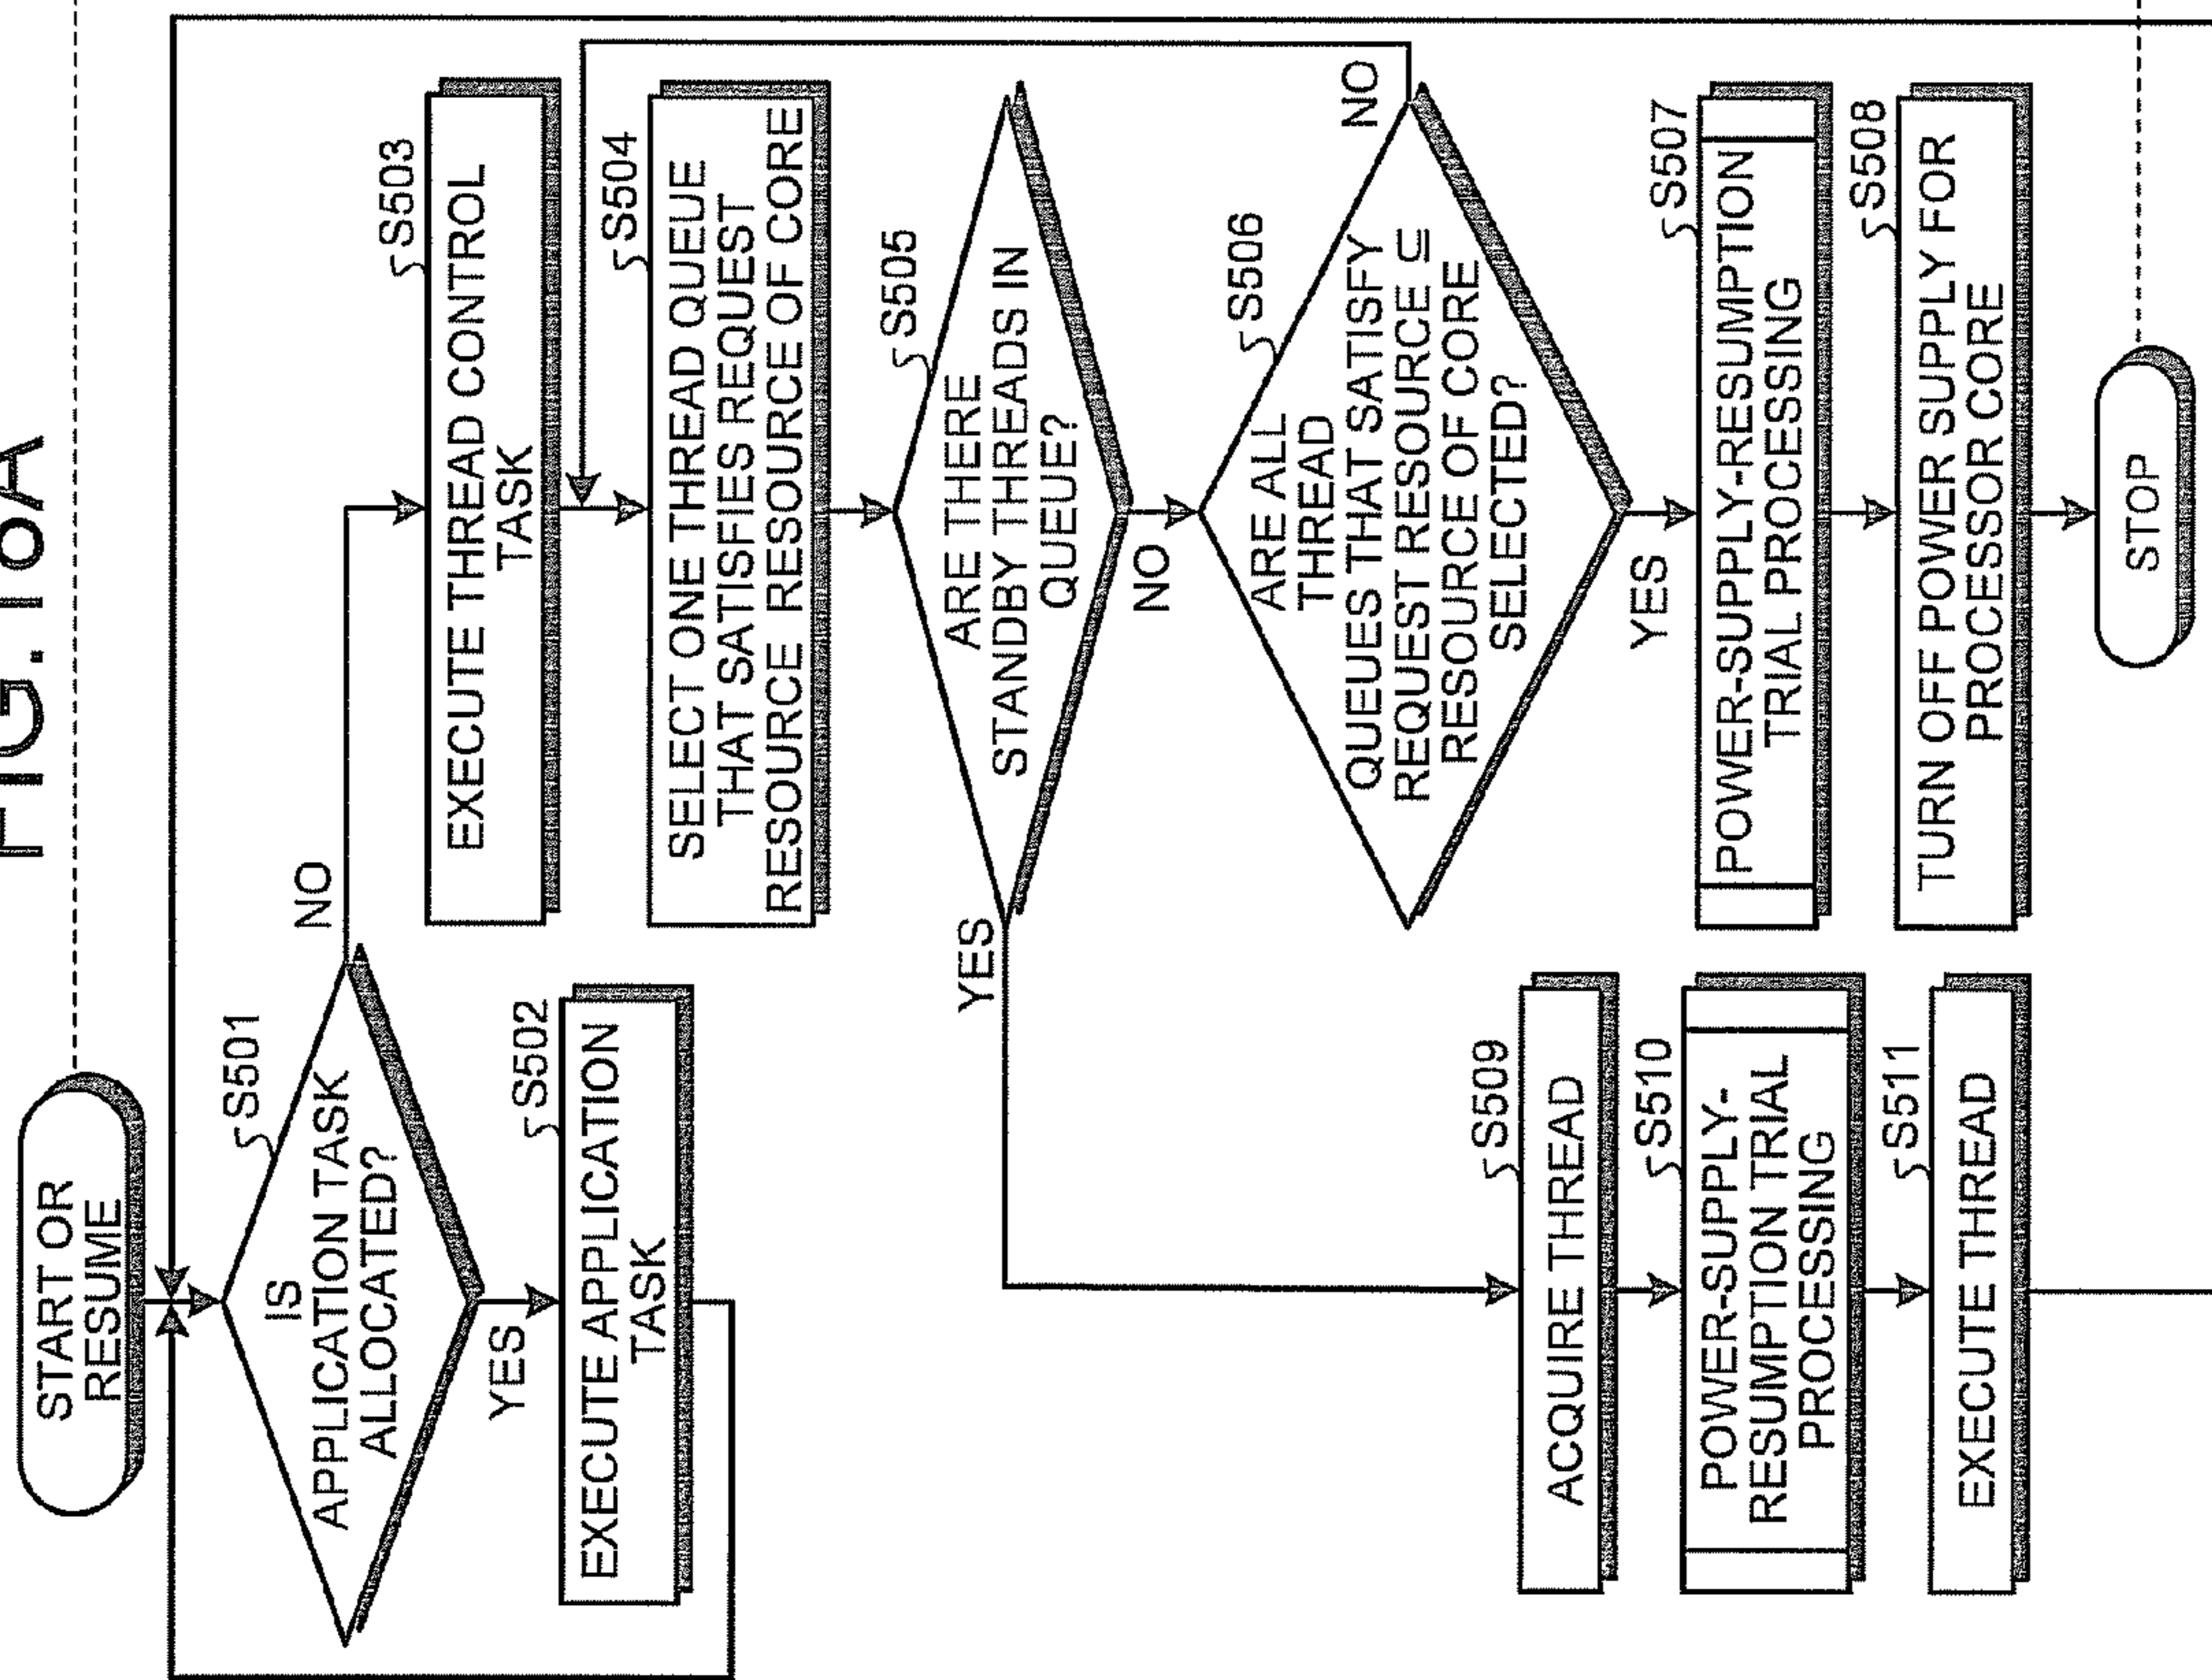 START OR
RESUME
S501
IS
APPLICATION TASK
ALLOCATED?
NO
YES
S502
EXECUTE APPLICATION
TASK
S503
EXECUTE THREAD CONTROL
TASK
S504
SELECT ONE THREAD QUEUE
THAT SATISFIES REQUEST
RESOURCE RESOURCE OF CORE
S505
ARE THERE
STANDBY THREADS IN
QUEUE?
YES
NO
S506
ARE ALL
THREAD
QUEUES THAT SATISFY
REQUEST RESOURCE ⊆
RESOURCE OF CORE
SELECTED?
NO
YES
S507
POWER-SUPPLY-RESUMPTION
TRIAL PROCESSING
S508
TURN OFF POWER SUPPLY FOR
PROCESSOR CORE
STOP
S509
ACQUIRE THREAD
S510
POWER-SUPPLY-
RESUMPTION TRIAL
PROCESSING
S511
EXECUTE THREAD